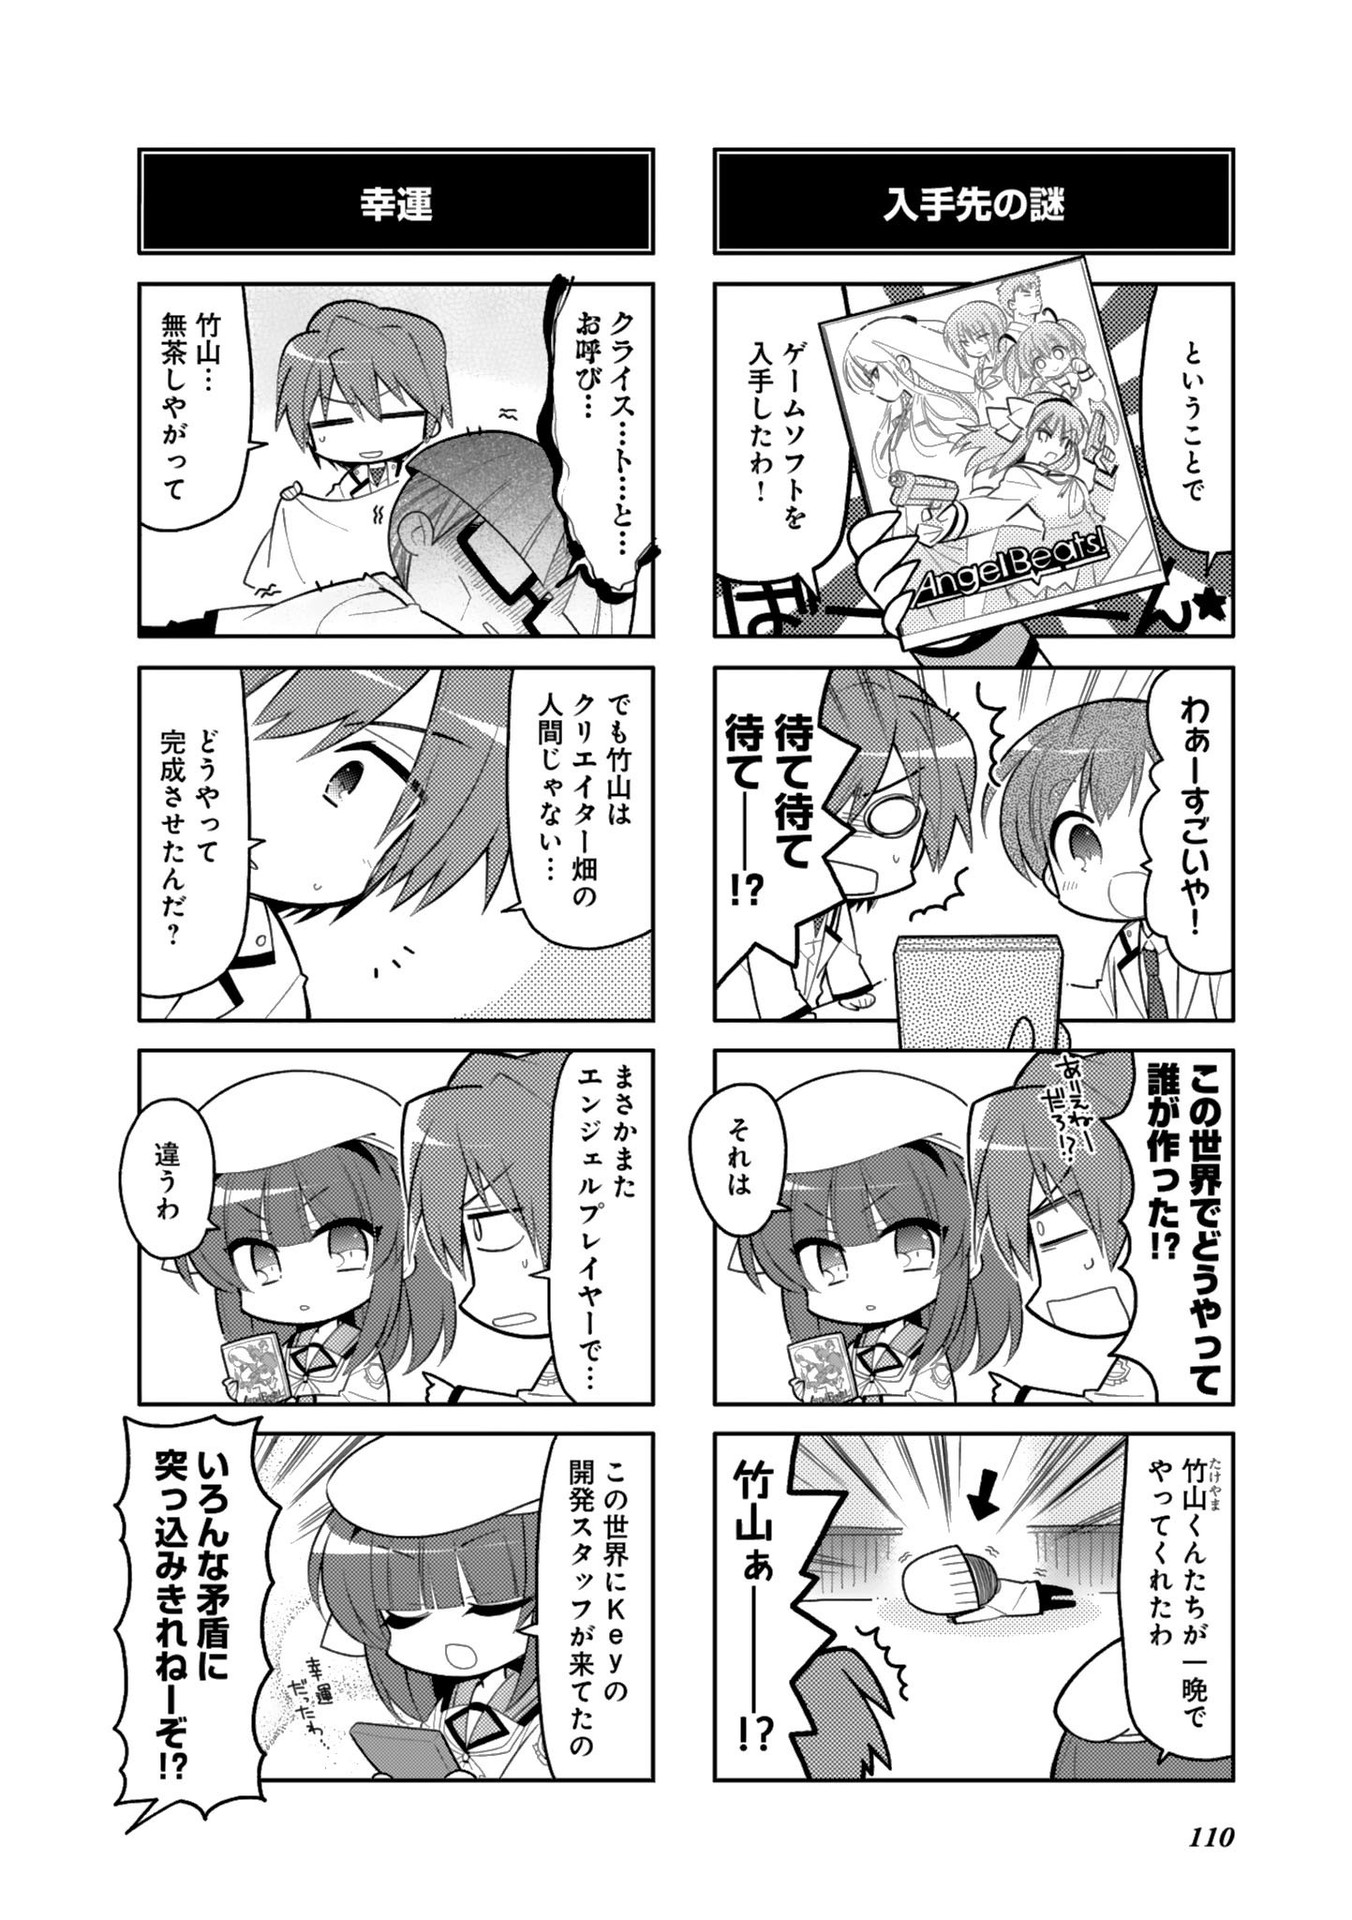 入手先の謎
ということで
ゲームソフトを
入手したわ！
Angel Beats!
ばーーん★
わぁーすごいや！
待て待て
待て──!?
この世界でどうやって
誰が作った!?
ありえねー
だろ!?
それは
竹山くんたちが一晩で
たけやま
やってくれたわ
竹山ぁ──!?
幸運
クライス…ト…と…
お呼び…
竹山…
無茶しやがって
でも竹山は
クリエイター畑の
人間じゃない…
どうやって
完成させたんだ？
まさかまた
エンジェルプレイヤーで…
違うわ
Angel Beats!
この世界にKeyの
開発スタッフが来てたの
幸運
だったわ
いろんな矛盾に
突っ込みきれねーぞ!?
110